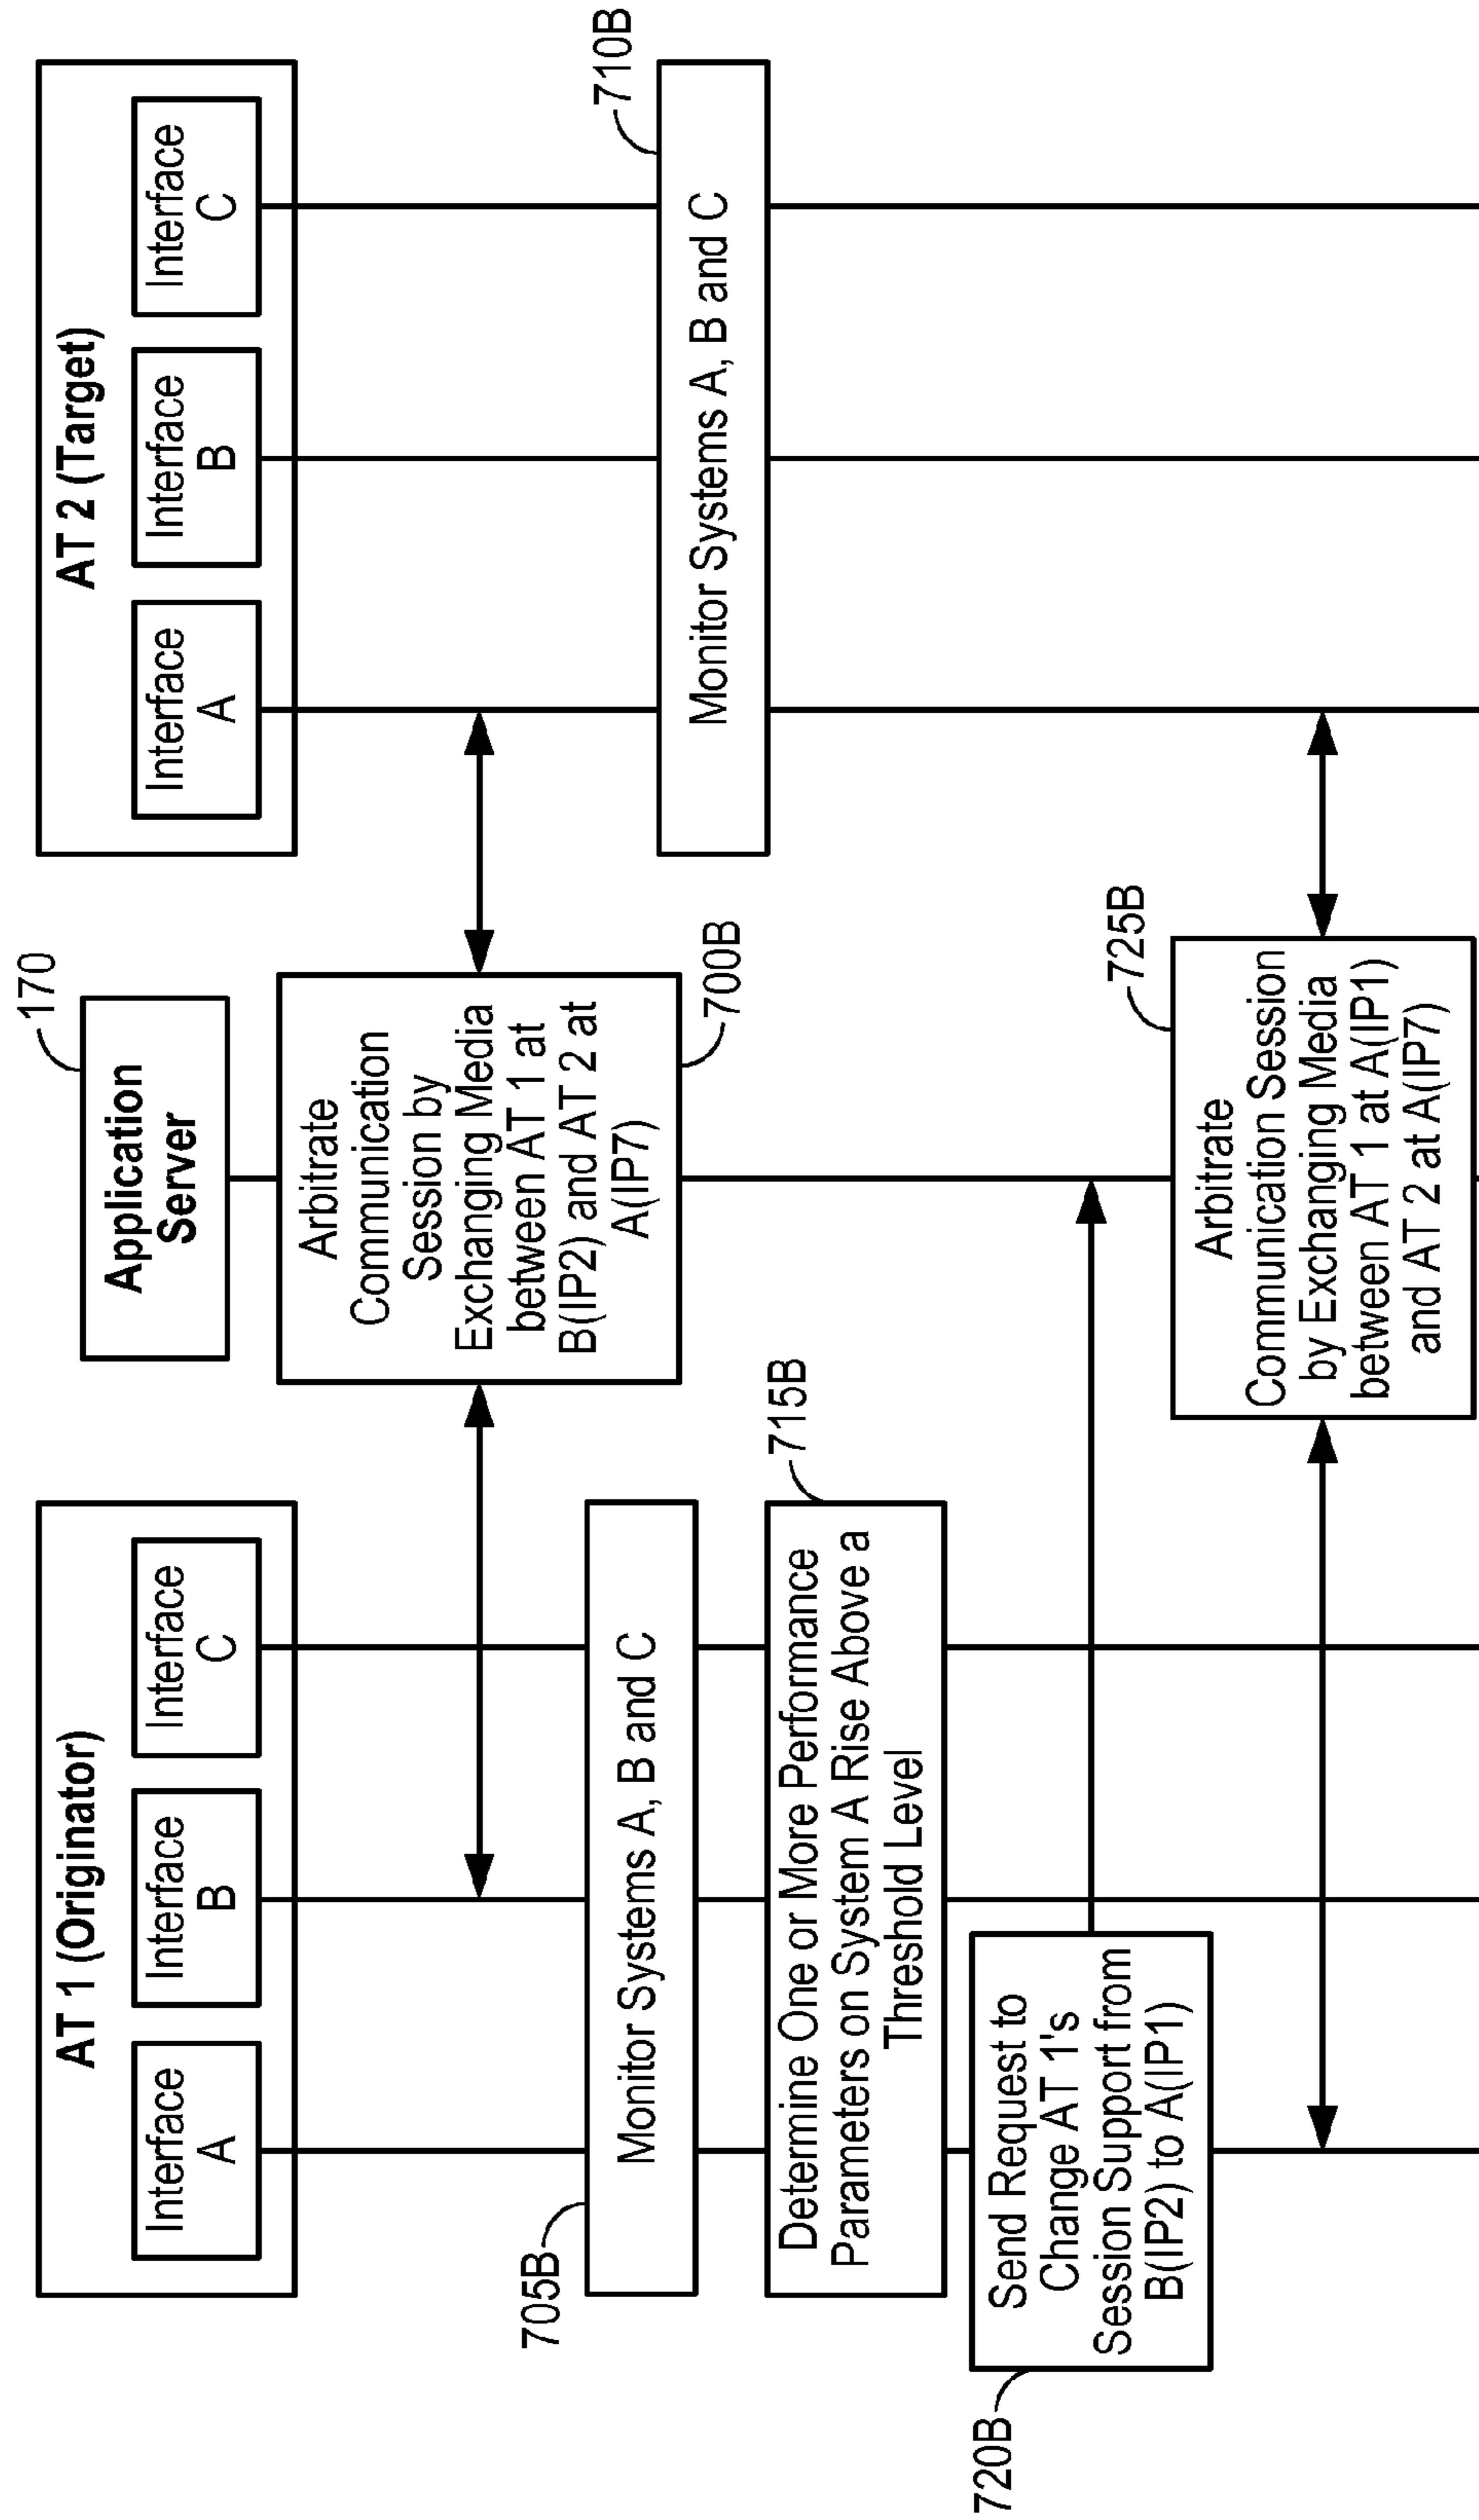 AT 1 (Originator)
Interface
A
Interface
B
Interface
C
170
Application
Server
AT 2 (Target)
Interface
A
Interface
B
Interface
C
Arbitrate
Communication
Session by
Exchanging Media
between AT 1 at
B(IP2) and AT 2 at
A(IP7)
700B
705B
Monitor Systems A, B and C
710B
Monitor Systems A, B and C
715B
Determine One or More Performance
Parameters on System A Rise Above a
Threshold Level
720B
Send Request to
Change AT 1's
Session Support from
B(IP2) to A(IP1)
725B
Arbitrate
Communication Session
by Exchanging Media
between AT 1 at A(IP1)
and AT 2 at A(IP7)